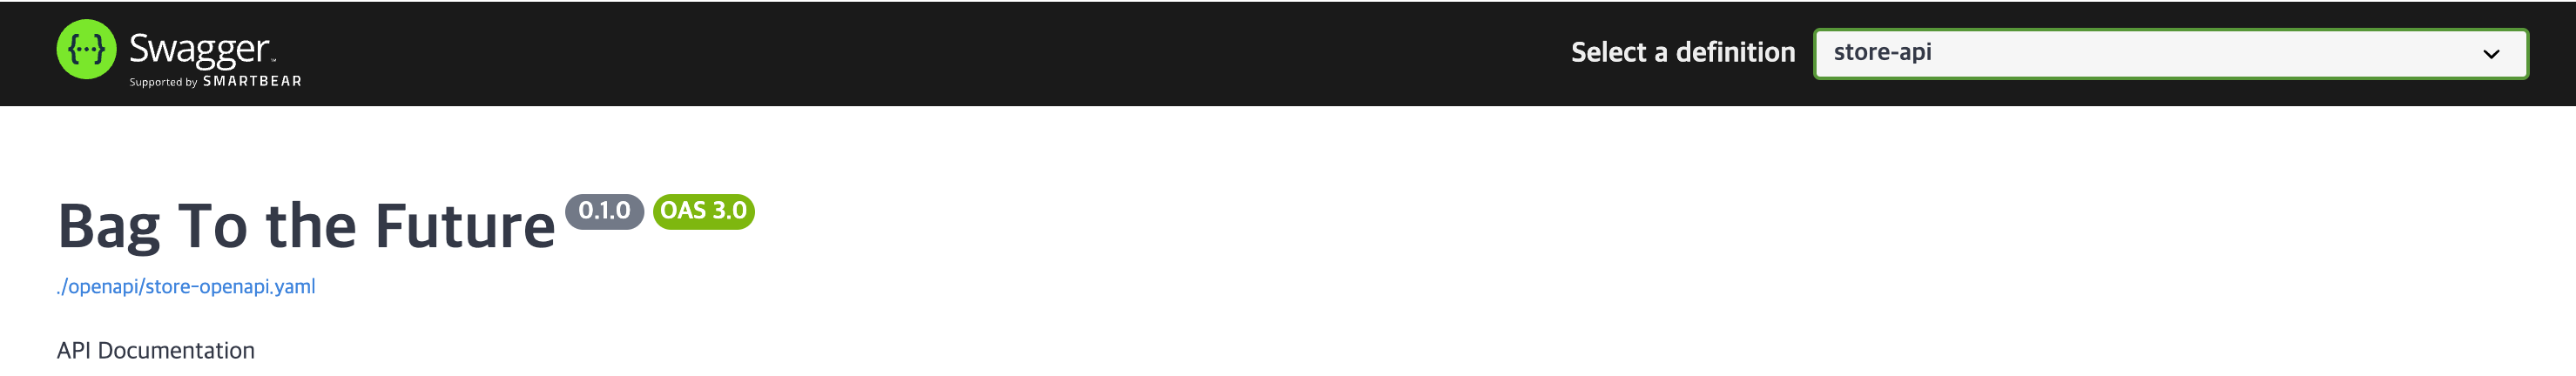 {···} Swagger™
Supported by SMARTBEAR
Select a definition store-api
Bag To the Future 0.1.0 OAS 3.0
./openapi/store-openapi.yaml
API Documentation